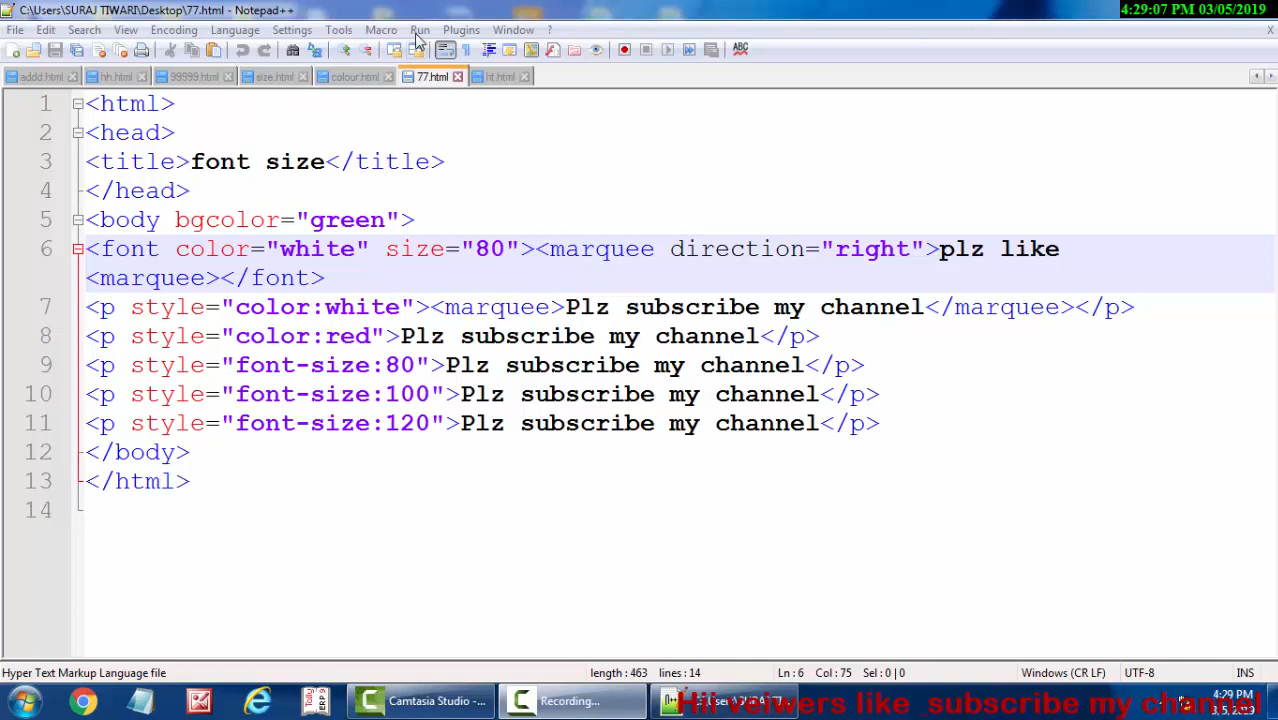 C:\Users\SURAJ TIWARI\Desktop\77.html - Notepad++
4:29:07 PM 03/05/2019
File Edit Search View Encoding Language Settings Tools Macro Run Plugins Window ? X
addd.html hh.html 99999.html size.html colour.html 77.html ht.html
1 <html>
2 <head>
3 <title>font size</title>
4 </head>
5 <body bgcolor="green">
6 <font color="white" size="80"><marquee direction="right">plz like
<marquee></font>
7 <p style="color:white"><marquee>Plz subscribe my channel</marquee></p>
8 <p style="color:red">Plz subscribe my channel</p>
9 <p style="font-size:80">Plz subscribe my channel</p>
10 <p style="font-size:100">Plz subscribe my channel</p>
11 <p style="font-size:120">Plz subscribe my channel</p>
12 </body>
13 </html>
14
Hyper Text Markup Language file length : 463 lines : 14 Ln : 6 Col : 75 Sel : 0 | 0 Windows (CR LF) UTF-8 INS
Camtasia Studio - ... Recording... 4:29 PM
Hii veiwers like _subscribe my channel